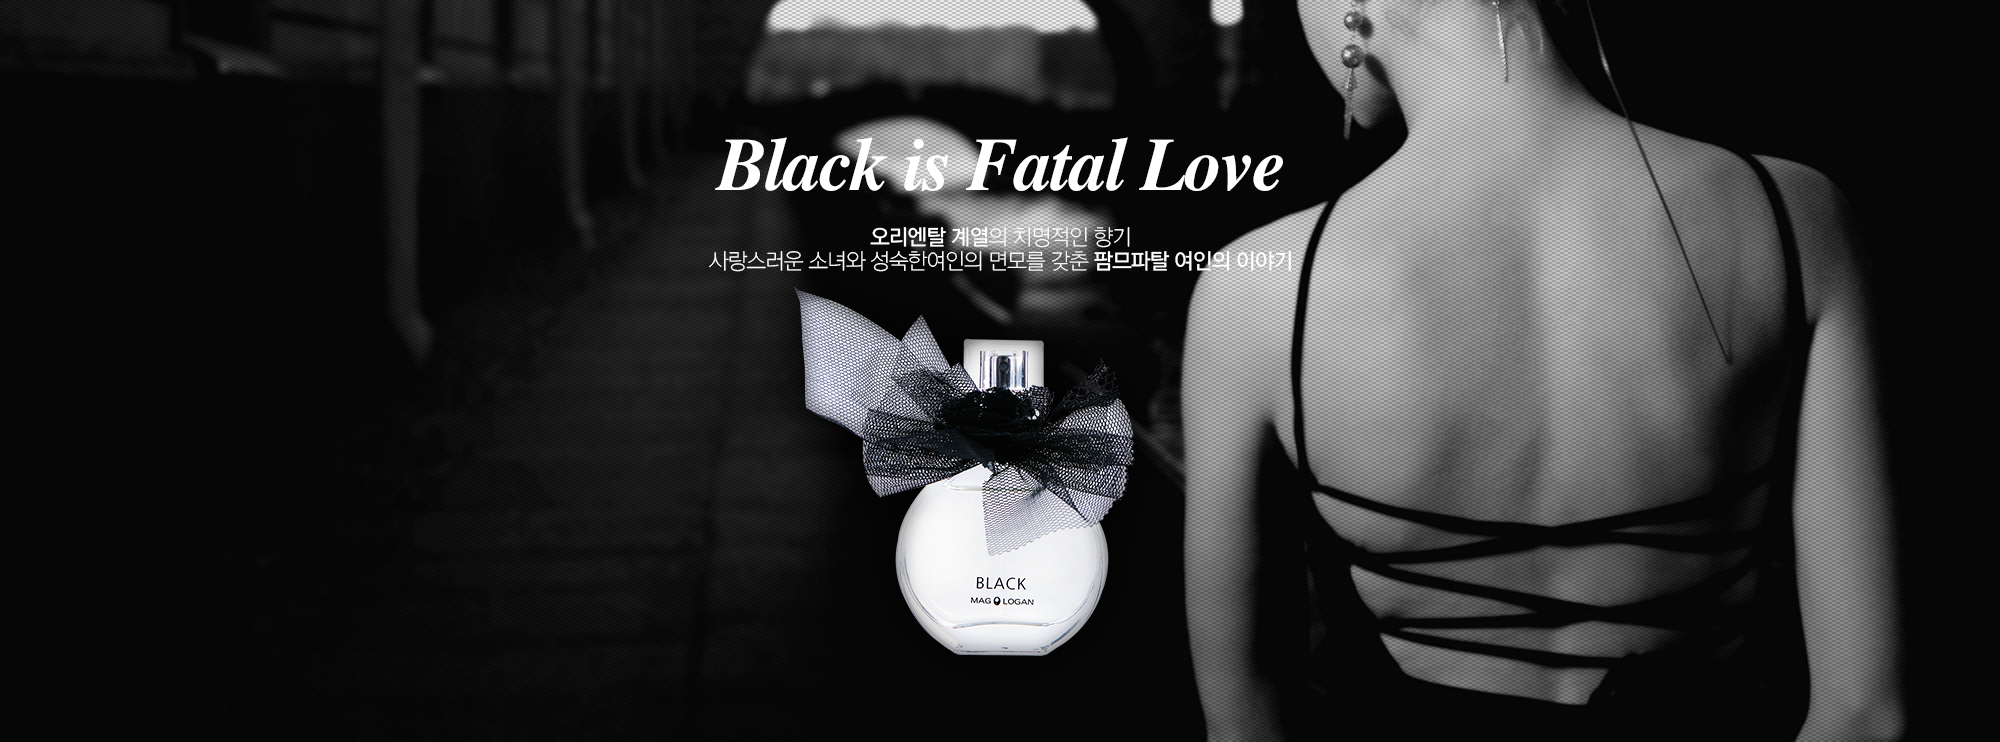 Black is Fatal Love
오리엔탈 계열의 치명적인 향기
사랑스러운 소녀와 성숙한여인의 면모를 갖춘 팜므파탈 여인의 이야기
BLACK
MAG LOGAN